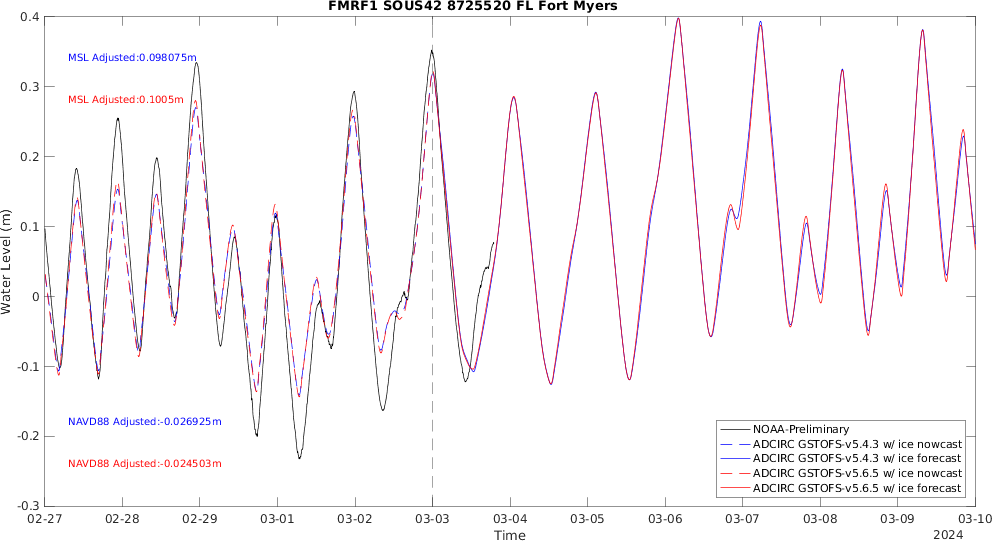 FMRF1 SOUS42 8725520 FL Fort Myers
0.4
0.3
0.2
0.1
0
-0.1
-0.2
-0.3
Water Level (m)
MSL Adjusted:0.098075m
MSL Adjusted:0.1005m
NAVD88 Adjusted:-0.026925m
NAVD88 Adjusted:-0.024503m
NOAA-Preliminary
ADCIRC GSTOFS-v5.4.3 w/ ice nowcast
ADCIRC GSTOFS-v5.4.3 w/ ice forecast
ADCIRC GSTOFS-v5.6.5 w/ ice nowcast
ADCIRC GSTOFS-v5.6.5 w/ ice forecast
02-27 02-28 02-29 03-01 03-02 03-03 03-04 03-05 03-06 03-07 03-08 03-09 03-10
Time
2024